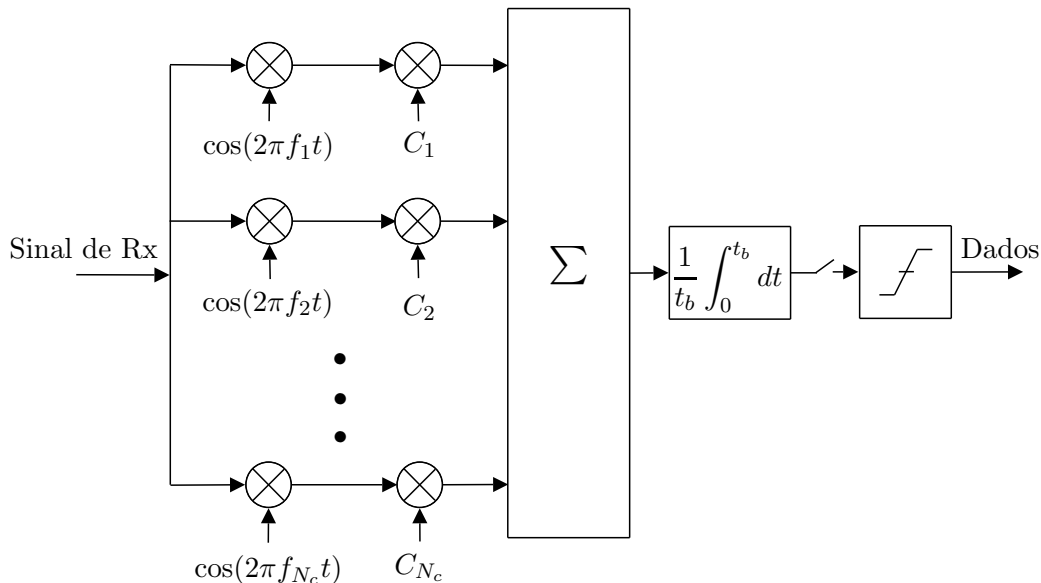 cos(2πf₁t)
C₁
Sinal de Rx
cos(2πf₂t)
C₂
∑
1/t_b ∫₀^{t_b} dt
Dados
cos(2πf_{N_c}t)
C_{N_c}